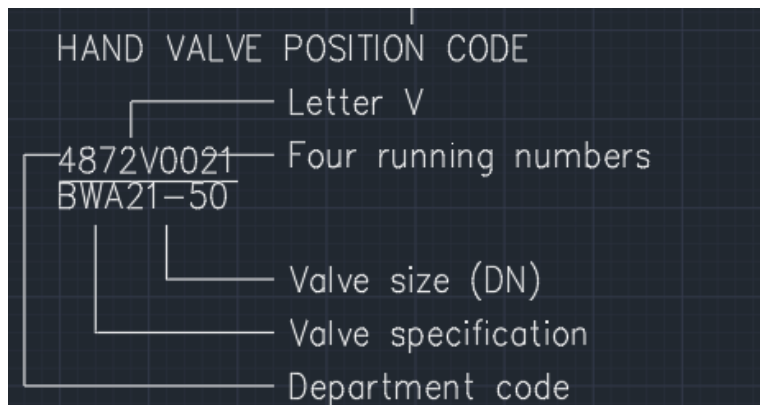 HAND VALVE POSITION CODE
Letter V
4872V0021 Four running numbers
BWA21-50
Valve size (DN)
Valve specification
Department code